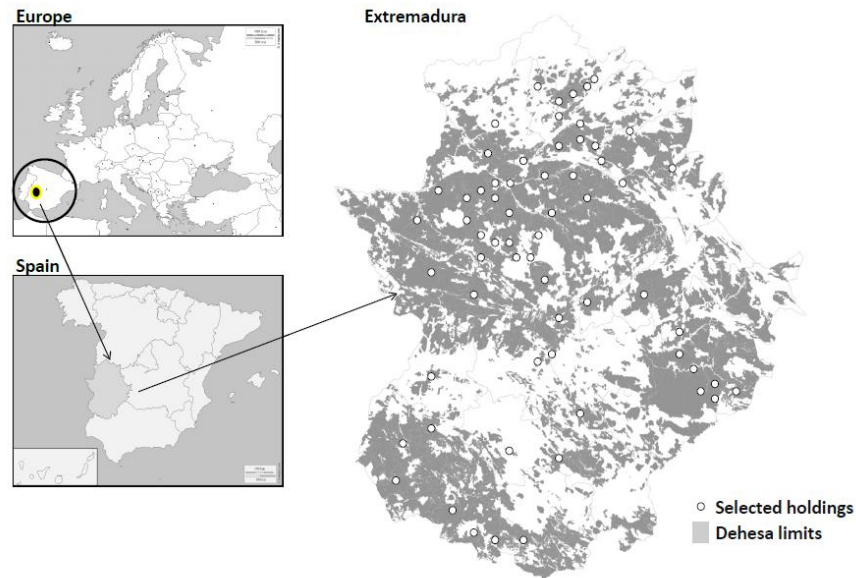 Europe
Extremadura
Spain
Selected holdings
Dehesa limits